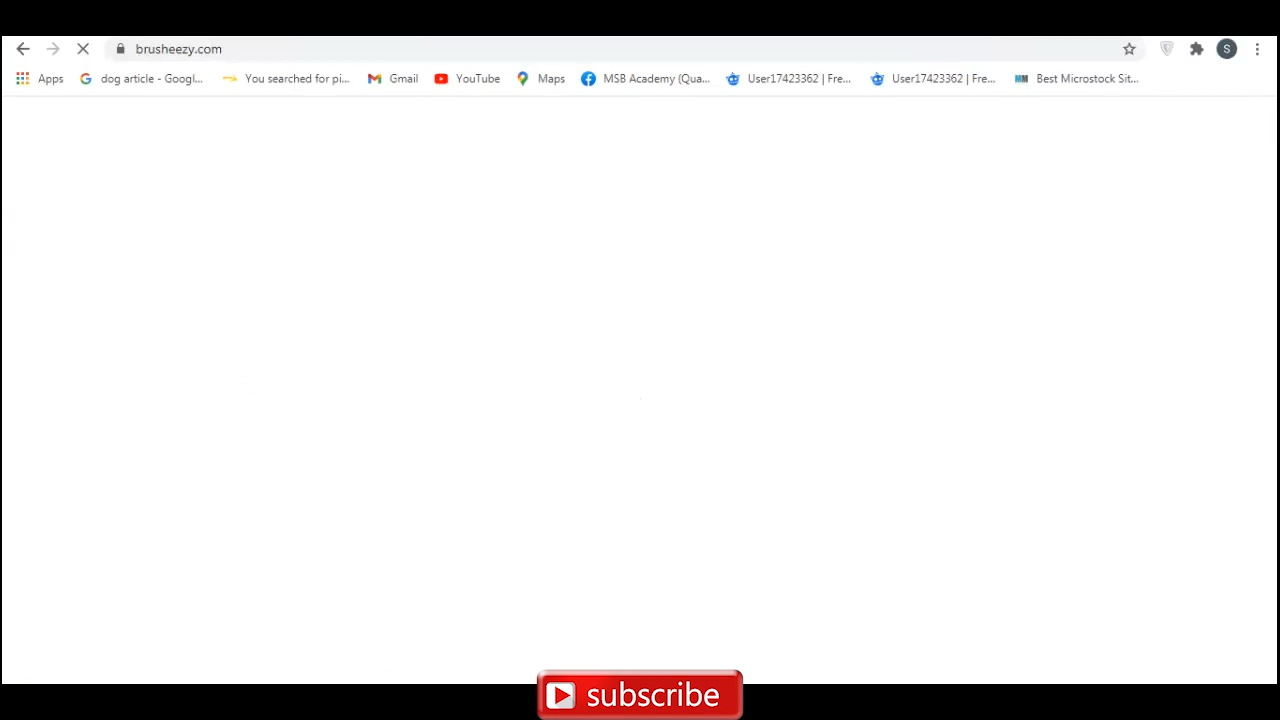 brusheezy.com S
Apps dog article - Googl... You searched for pi... Gmail YouTube Maps MSB Academy (Qua... User17423362 | Fre... User17423362 | Fre... MM Best Microstock Sit...
subscribe